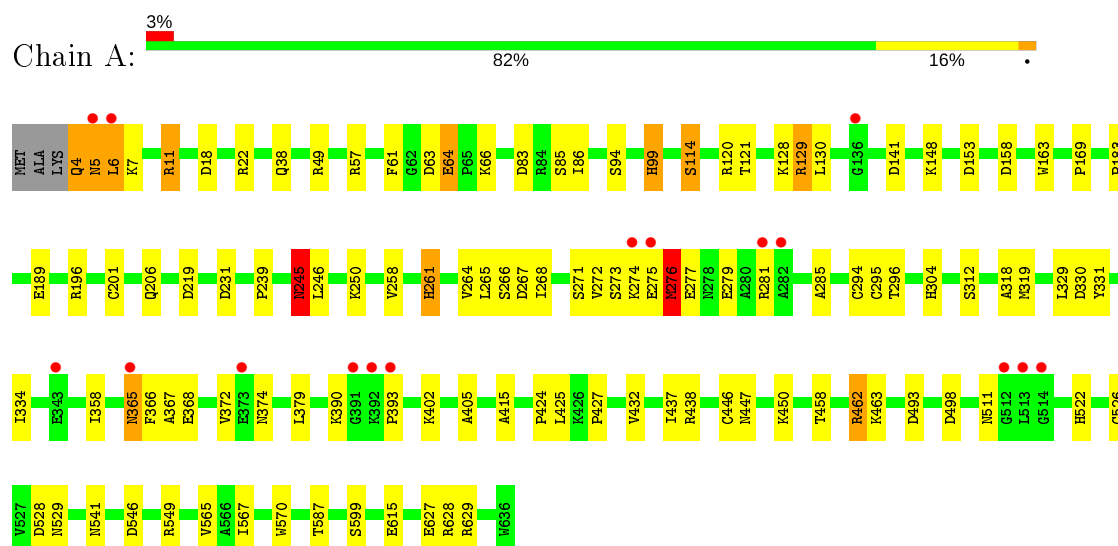 3%
Chain A:
82% 16%
MET ALA LYS Q4 N5 L6 K7 R11 D18 R22 Q38 R49 R57 F61 G62 D63 E64 P65 K66 D83 R84 S85 I86 S94 H99 S114 R120 T121 K128 R129 L130 G136 D141 K148 D153 D158 W163 P169
E189 R196 C201 Q206 D219 D231 P239 N245 L246 K250 V258 H261 V264 L265 S266 D267 I268 S271 V272 S273 K274 E275 M276 E277 N278 E279 A280 R281 A282 A285 C294 C295 T296 H304 S312 A318 M319 L329 D330 Y331
I334 E343 I358 N365 F366 A367 E368 V372 E373 N374 L379 K390 G391 K392 P393 K402 A405 A415 P424 L425 K426 P427 V432 I437 R438 C446 N447 K450 T458 R462 K463 D493 D498 N511 G512 L513 G514 H522
V527 D528 N529 N541 D546 R549 V565 A566 I567 W570 T587 S599 E615 E627 R628 R629 W636